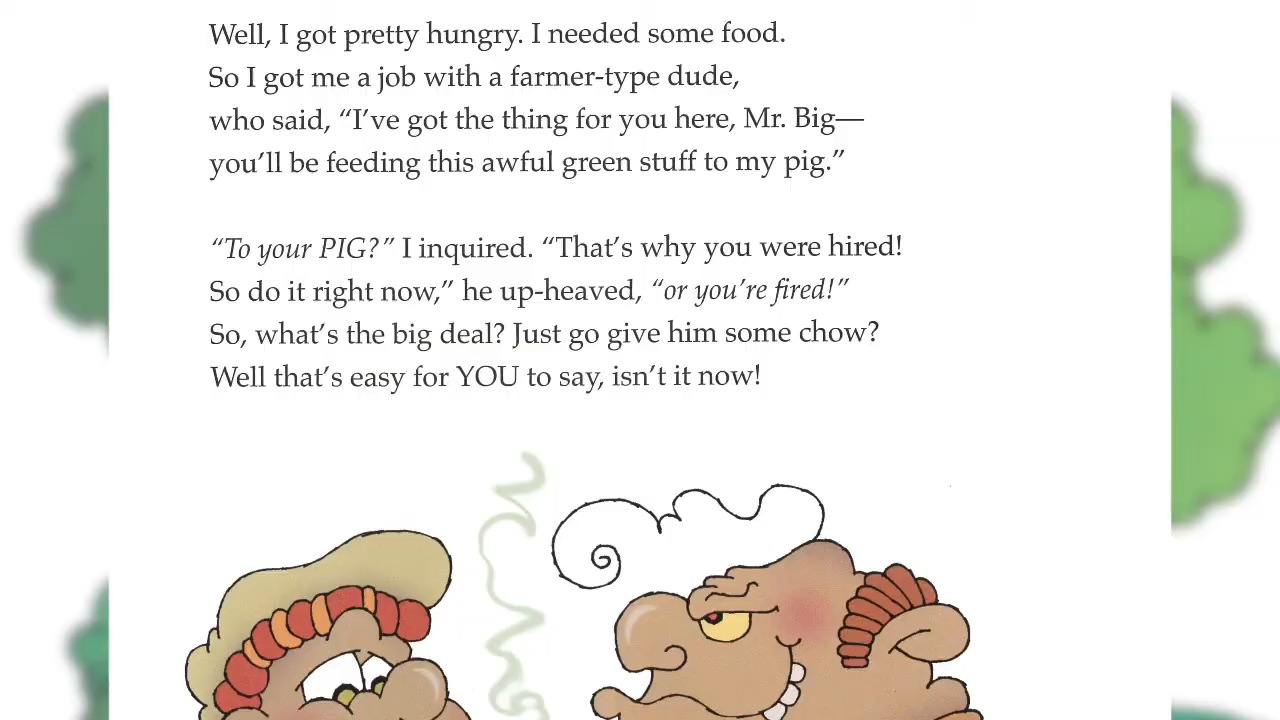 Well, I got pretty hungry. I needed some food.
So I got me a job with a farmer-type dude,
who said, “I’ve got the thing for you here, Mr. Big—
you’ll be feeding this awful green stuff to my pig.”
“To your PIG?” I inquired. “That’s why you were hired!
So do it right now,” he up-heaved, “or you’re fired!”
So, what’s the big deal? Just go give him some chow?
Well that’s easy for YOU to say, isn’t it now!